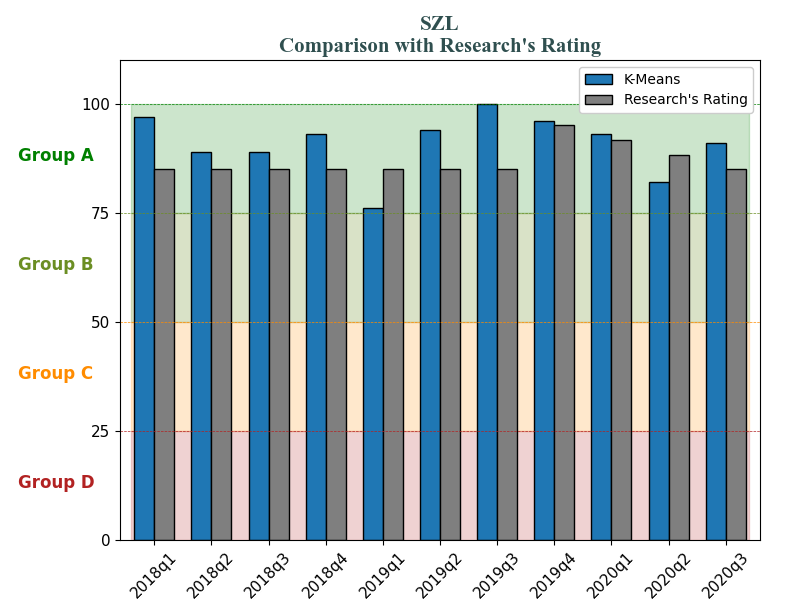 SZL
Comparison with Research's Rating
K-Means
Research's Rating
100
Group A
75
Group B
50
Group C
25
Group D
0
2018q1 2018q2 2018q3 2018q4 2019q1 2019q2 2019q3 2019q4 2020q1 2020q2 2020q3